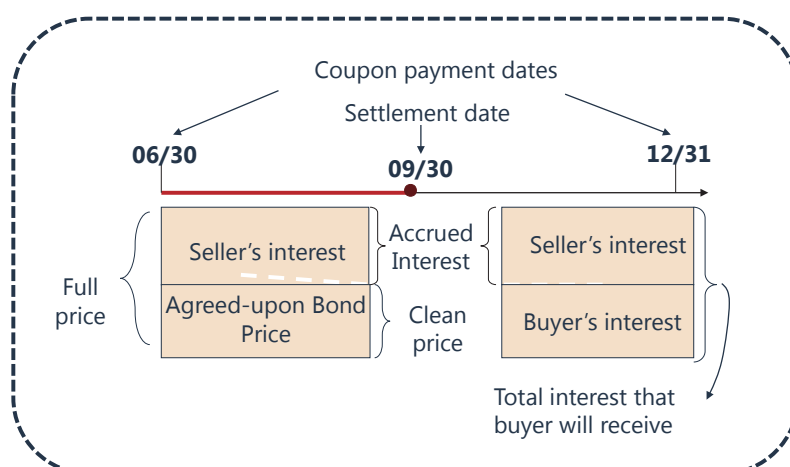 Coupon payment dates
Settlement date
06/30
09/30
12/31
Seller's interest
Accrued
Interest
Seller's interest
Full
price
Agreed-upon Bond
Price
Clean
price
Buyer's interest
Total interest that
buyer will receive